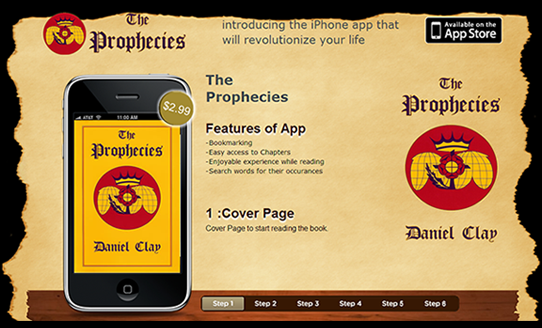 The
Prophecies
introducing the iPhone app that
will revolutionize your life
Available on the
App Store
$2.99
AT&T
11:00 AM
The
Prophecies
Daniel Clay
The
Prophecies
Features of App
-Bookmarking
-Easy access to Chapters
-Enjoyable experience while reading
-Search words for their occurances
1 :Cover Page
Cover Page to start reading the book.
The
Prophecies
Daniel Clay
Step 1
Step 2
Step 3
Step 4
Step 5
Step 6